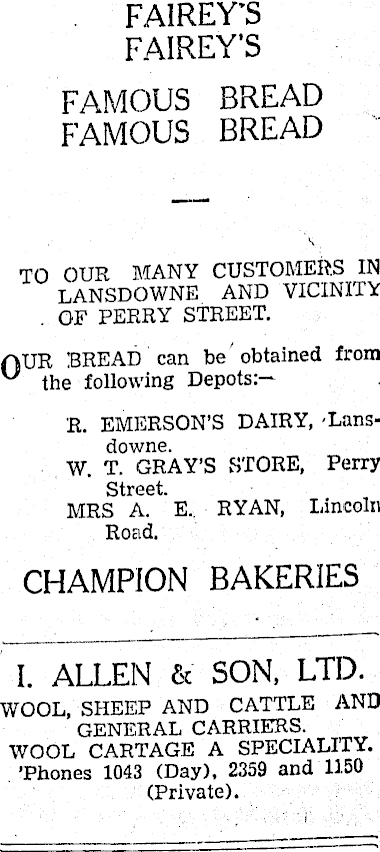 FAIREY'S
FAIREY'S
FAMOUS BREAD
FAMOUS BREAD
TO OUR MANY CUSTOMERS IN
LANSDOWNE AND VICINITY
OF PERRY STREET.
OUR BREAD can be obtained from
the following Depots:—
R. EMERSON'S DAIRY, Lans-
downe.
W. T. GRAY'S STORE, Perry
Street.
MRS A. E. RYAN, Lincoln
Road.
CHAMPION BAKERIES
I. ALLEN & SON, LTD.
WOOL, SHEEP AND CATTLE AND
GENERAL CARRIERS.
WOOL CARTAGE A SPECIALITY.
'Phones 1043 (Day), 2359 and 1150
(Private).